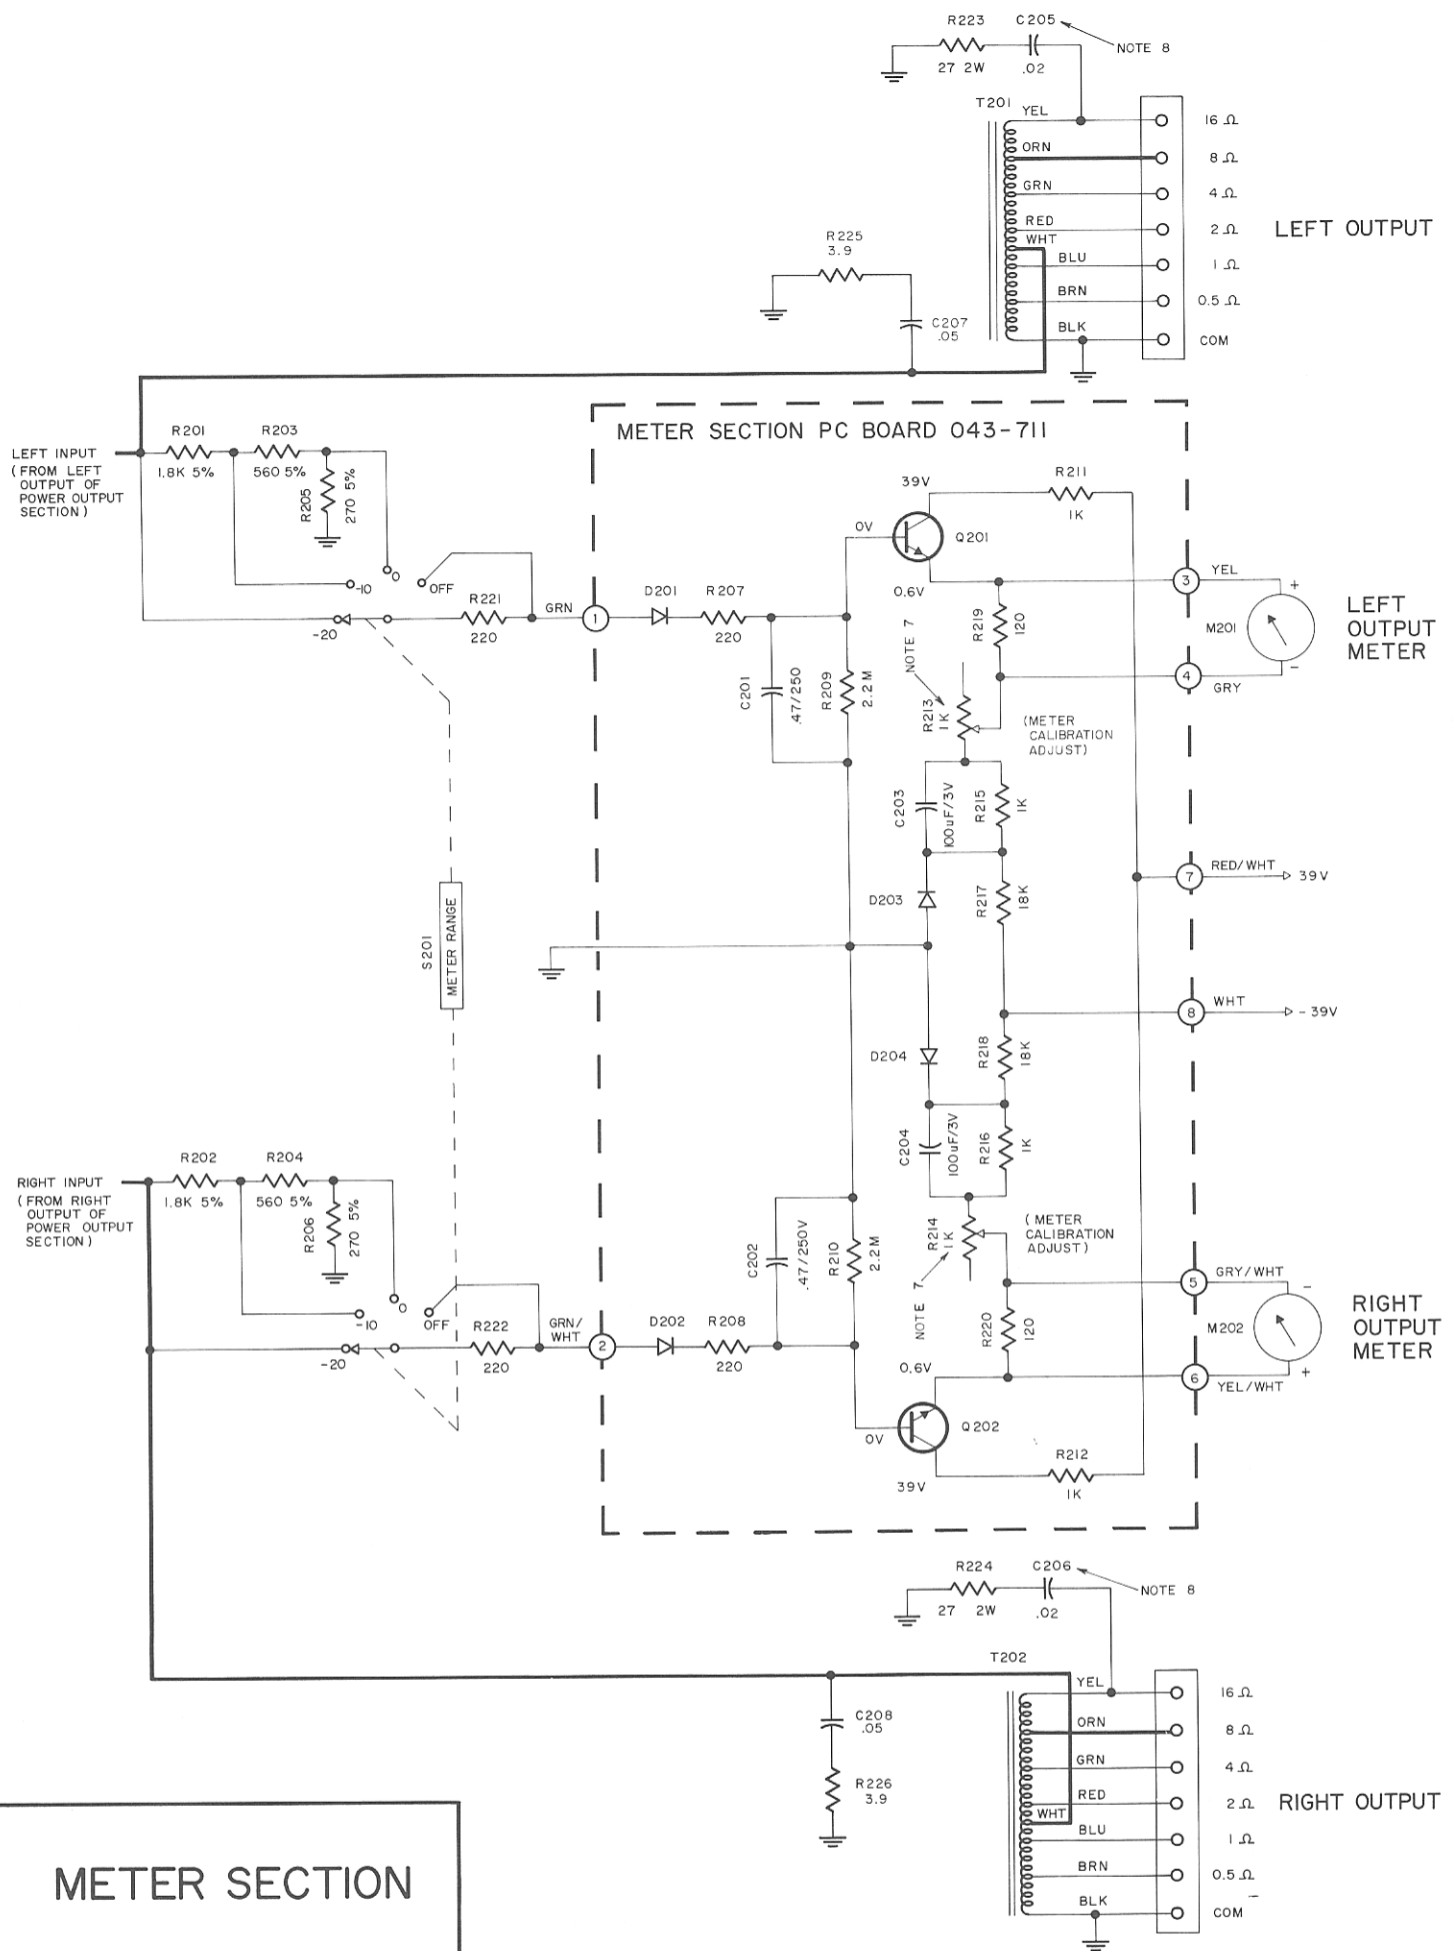 R223 C205
NOTE 8
27 2W .02
T201
YEL
16 Ω
ORN
8 Ω
GRN
4 Ω
RED
2 Ω
LEFT OUTPUT
WHT
BLU
1 Ω
BRN
0.5 Ω
BLK
COM
R225
3.9
C207
.05
METER SECTION PC BOARD 043-711
LEFT INPUT
(FROM LEFT
OUTPUT OF
POWER OUTPUT
SECTION)
R201
1.8K 5%
R203
560 5%
R205
270 5%
-10
0
OFF
-20
R221
220
GRN
1
D201
R207
220
C201
.47/250
R209
2.2M
39V
0V
Q201
0.6V
R211
1K
NOTE 7
R219
120
R213
1K
(METER
CALIBRATION
ADJUST)
3
YEL
+
M201
-
4
GRY
LEFT
OUTPUT
METER
C203
100uF/3V
R215
1K
D203
R217
18K
7
RED/WHT
39V
S201
METER RANGE
8
WHT
- 39V
D204
R218
18K
C204
100uF/3V
R216
1K
RIGHT INPUT
(FROM RIGHT
OUTPUT OF
POWER OUTPUT
SECTION)
R202
1.8K 5%
R204
560 5%
R206
270 5%
-10
0
OFF
-20
R222
220
GRN/
WHT
2
D202
R208
220
C202
.47/250V
R210
2.2M
R214
1K
NOTE 7
(METER
CALIBRATION
ADJUST)
R220
120
5
GRY/WHT
-
M202
+
6
YEL/WHT
RIGHT
OUTPUT
METER
0.6V
0V
Q202
39V
R212
1K
R224 C206
NOTE 8
27 2W .02
T202
YEL
16 Ω
ORN
8 Ω
GRN
4 Ω
RED
2 Ω
RIGHT OUTPUT
WHT
BLU
1 Ω
BRN
0.5 Ω
BLK
COM
C208
.05
R226
3.9
METER SECTION